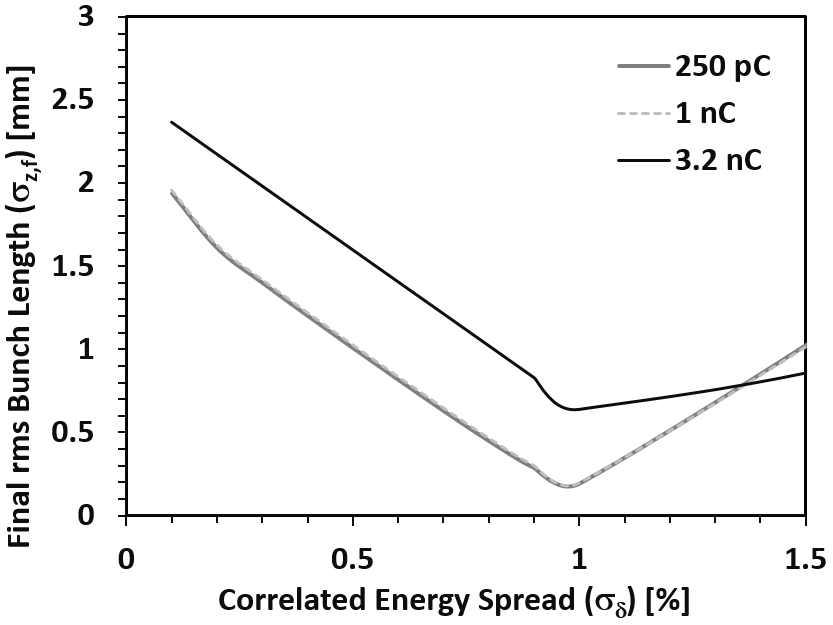 3
2.5
2
1.5
1
0.5
0
Final rms Bunch Length (σz,f) [mm]
250 pC
1 nC
3.2 nC
0
0.5
1
1.5
Correlated Energy Spread (σδ) [%]